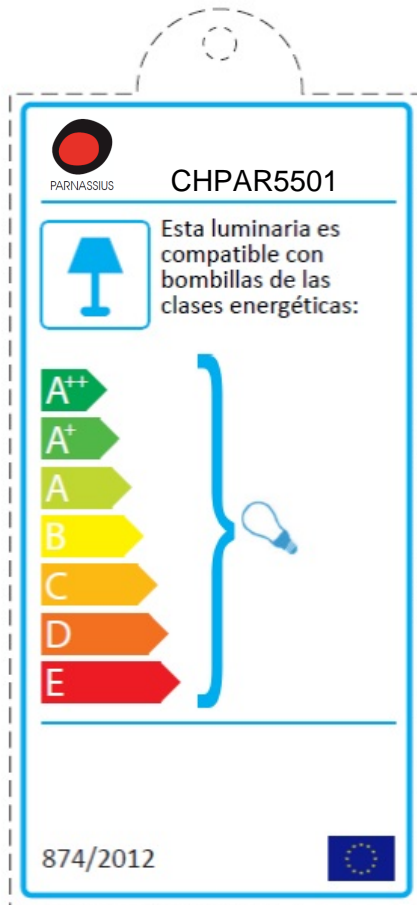 PARNASSIUS
CHPAR5501
Esta luminaria es
compatible con
bombillas de las
clases energéticas:
A++
A+
A
B
C
D
E
874/2012